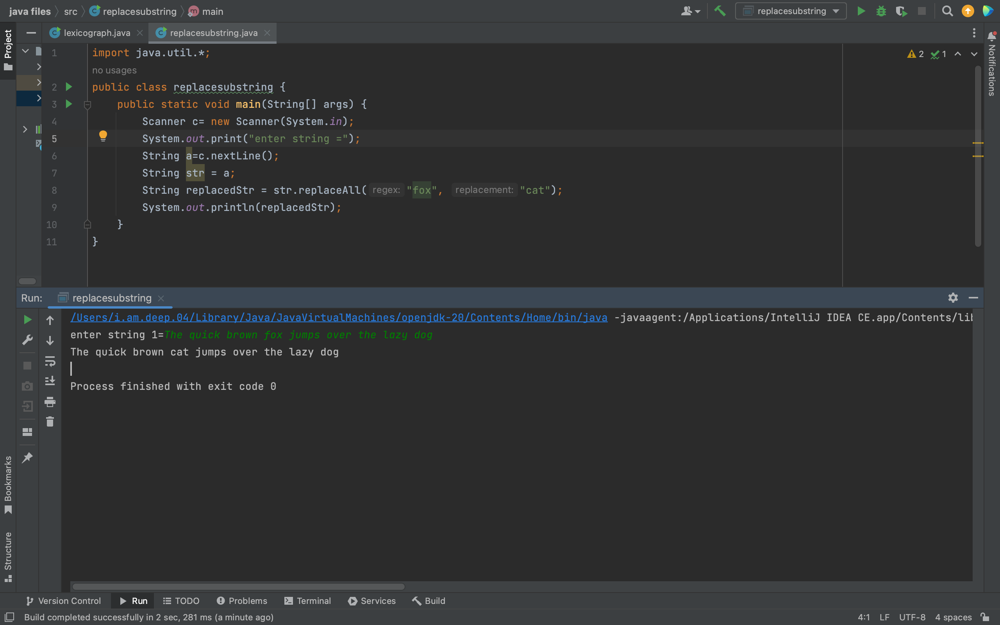 java files src replacesubstring main replacesubstring
Project
lexicograph.java replacesubstring.java
Notifications
2 1
1 import java.util.*;
no usages
2 public class replacesubstring {
3 public static void main(String[] args) {
4 Scanner c= new Scanner(System.in);
5 System.out.print("enter string =");
6 String a=c.nextLine();
7 String str = a;
8 String replacedStr = str.replaceAll( regex: "fox", replacement: "cat");
9 System.out.println(replacedStr);
10 }
11 }
Run: replacesubstring
/Users/i.am.deep.04/Library/Java/JavaVirtualMachines/openjdk-20/Contents/Home/bin/java -javaagent:/Applications/IntelliJ IDEA CE.app/Contents/lib
enter string 1=The quick brown fox jumps over the lazy dog
The quick brown cat jumps over the lazy dog
Process finished with exit code 0
Bookmarks
Structure
Version Control Run TODO Problems Terminal Services Build
Build completed successfully in 2 sec, 281 ms (a minute ago) 4:1 LF UTF-8 4 spaces